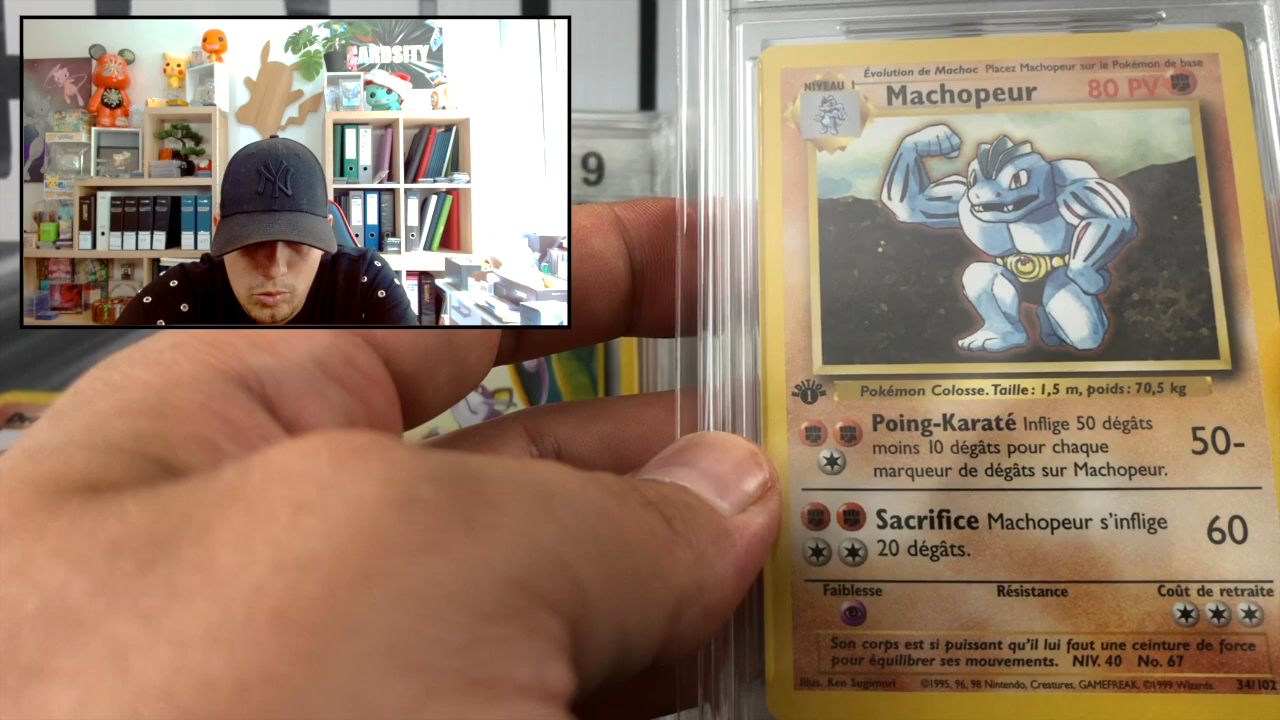 CARDSITY
NY
9
Évolution de Machoc Placez Machopeur sur le Pokémon de base
NIVEAU 1
Machopeur 80 PV
EDITION
1
Pokémon Colosse. Taille: 1,5 m, poids: 70,5 kg
Poing-Karaté Inflige 50 dégâts
moins 10 dégâts pour chaque
marqueur de dégâts sur Machopeur.
50-
Sacrifice Machopeur s'inflige
20 dégâts.
60
Faiblesse Résistance Coût de retraite
Son corps est si puissant qu'il lui faut une ceinture de force
pour équilibrer ses mouvements. NIV. 40 No. 67
Illus. Ken Sugimori ©1995, 96, 98 Nintendo, Creatures, GAMEFREAK, ©1999 Wizards. 34/102